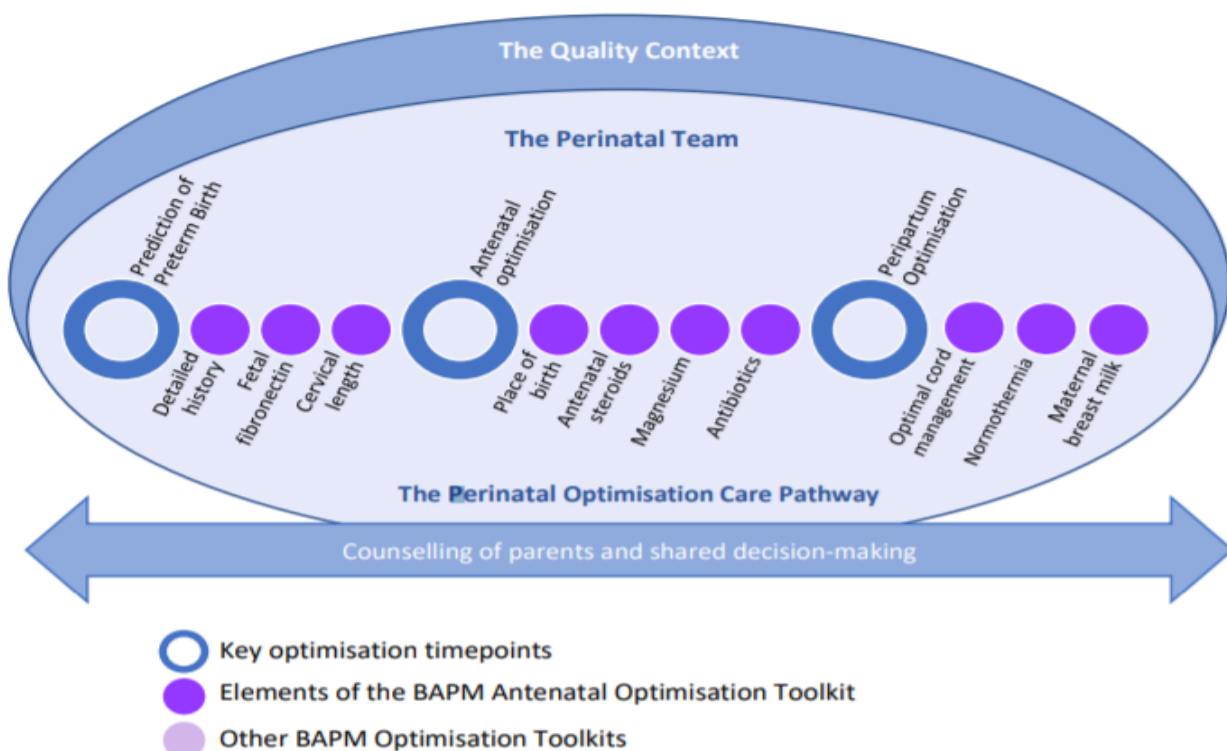 The Quality Context
The Perinatal Team
Prediction of
Preterm Birth
Antenatal
optimisation
Peripartum
Optimisation
Detailed
history
Fetal
fibronectin
Cervical
length
Place of
birth
Antenatal
steroids
Magnesium
Antibiotics
Optimal cord
management
Normothermia
Maternal
breast milk
The Perinatal Optimisation Care Pathway
Counselling of parents and shared decision-making
Key optimisation timepoints
Elements of the BAPM Antenatal Optimisation Toolkit
Other BAPM Optimisation Toolkits